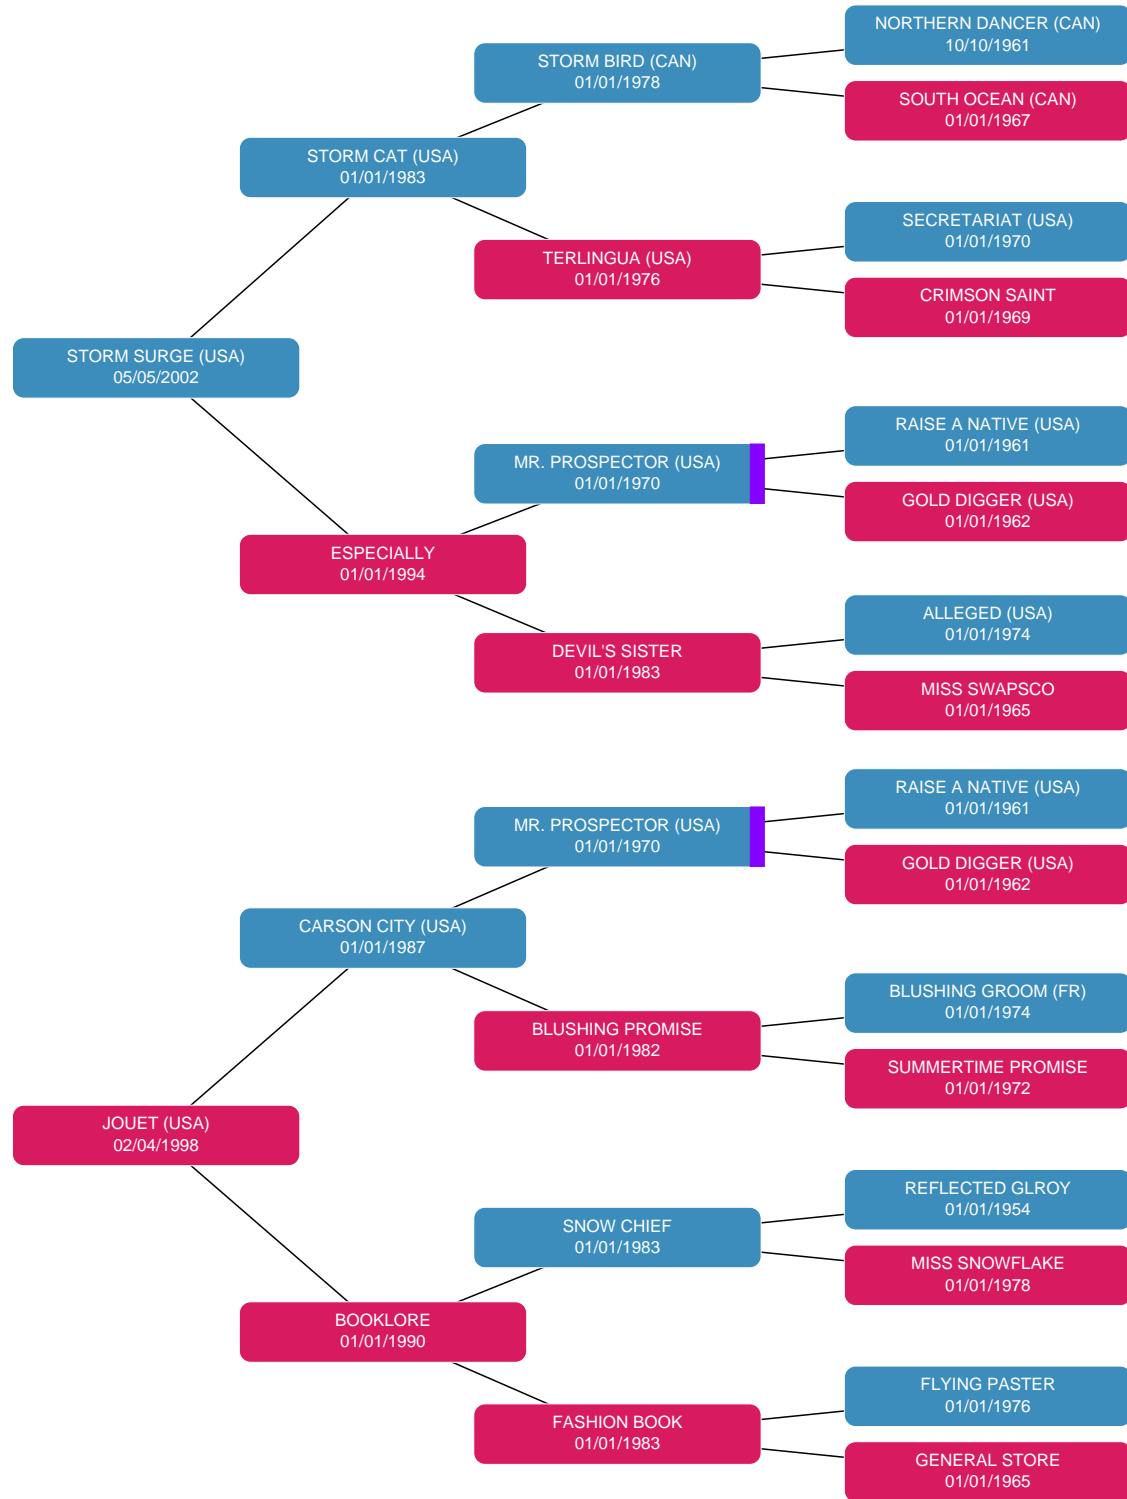 NORTHERN DANCER (CAN)
10/10/1961
STORM BIRD (CAN)
01/01/1978
SOUTH OCEAN (CAN)
01/01/1967
STORM CAT (USA)
01/01/1983
SECRETARIAT (USA)
01/01/1970
TERLINGUA (USA)
01/01/1976
CRIMSON SAINT
01/01/1969
STORM SURGE (USA)
05/05/2002
RAISE A NATIVE (USA)
01/01/1961
MR. PROSPECTOR (USA)
01/01/1970
GOLD DIGGER (USA)
01/01/1962
ESPECIALLY
01/01/1994
ALLEGED (USA)
01/01/1974
DEVIL'S SISTER
01/01/1983
MISS SWAPSCO
01/01/1965
RAISE A NATIVE (USA)
01/01/1961
MR. PROSPECTOR (USA)
01/01/1970
GOLD DIGGER (USA)
01/01/1962
CARSON CITY (USA)
01/01/1987
BLUSHING GROOM (FR)
01/01/1974
BLUSHING PROMISE
01/01/1982
SUMMERTIME PROMISE
01/01/1972
JOUET (USA)
02/04/1998
REFLECTED GLROY
01/01/1954
SNOW CHIEF
01/01/1983
MISS SNOWFLAKE
01/01/1978
BOOKLORE
01/01/1990
FLYING PASTER
01/01/1976
FASHION BOOK
01/01/1983
GENERAL STORE
01/01/1965